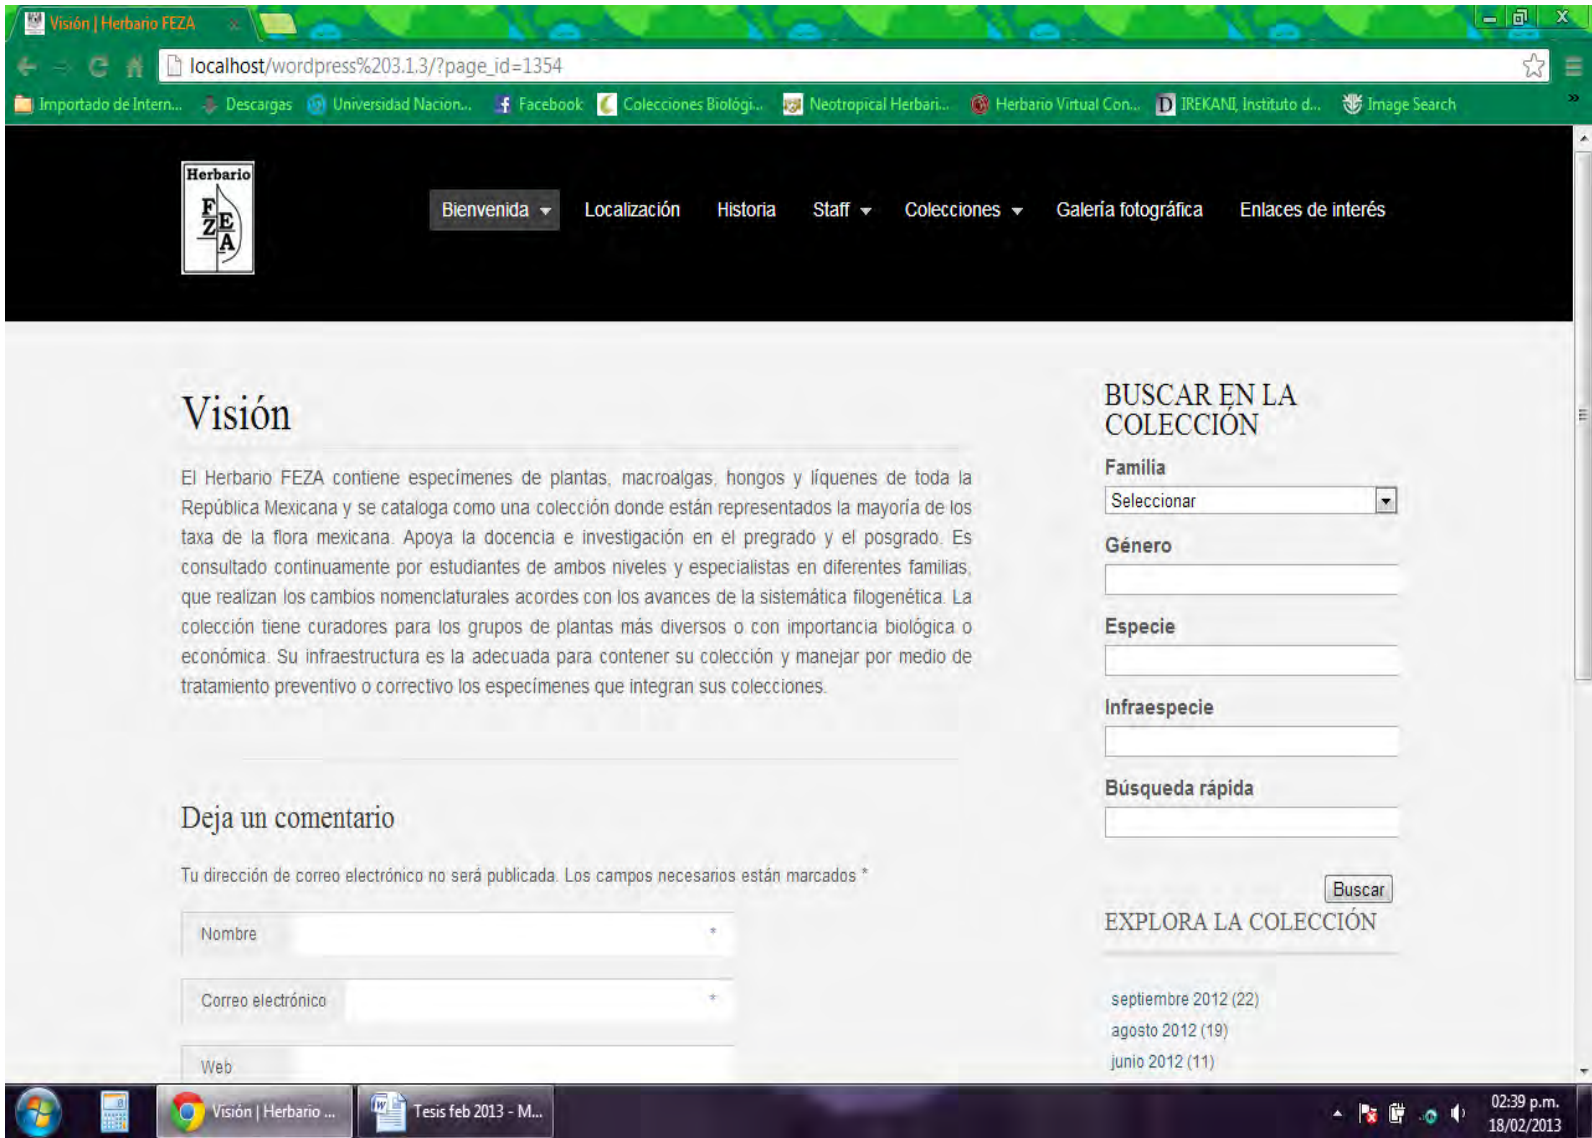 Visión | Herbario FEZA
localhost/wordpress%203.1.3/?page_id=1354
Importado de Intern... Descargas Universidad Nacion... Facebook Colecciones Biológi... Neotropical Herbari... Herbario Virtual Con... IREKANI, Instituto d... Image Search »
Herbario
FEZA
Bienvenida Localización Historia Staff Colecciones Galería fotográfica Enlaces de interés
Visión
El Herbario FEZA contiene especímenes de plantas, macroalgas, hongos y líquenes de toda la
República Mexicana y se cataloga como una colección donde están representados la mayoría de los
taxa de la flora mexicana. Apoya la docencia e investigación en el pregrado y el posgrado. Es
consultado continuamente por estudiantes de ambos niveles y especialistas en diferentes familias,
que realizan los cambios nomenclaturales acordes con los avances de la sistemática filogenética. La
colección tiene curadores para los grupos de plantas más diversos o con importancia biológica o
económica. Su infraestructura es la adecuada para contener su colección y manejar por medio de
tratamiento preventivo o correctivo los especímenes que integran sus colecciones.
Deja un comentario
Tu dirección de correo electrónico no será publicada. Los campos necesarios están marcados *
Nombre *
Correo electrónico *
Web
BUSCAR EN LA
COLECCIÓN
Familia
Seleccionar
Género
Especie
Infraespecie
Búsqueda rápida
Buscar
EXPLORA LA COLECCIÓN
septiembre 2012 (22)
agosto 2012 (19)
junio 2012 (11)
Visión | Herbario ... Tesis feb 2013 - M...
02:39 p.m.
18/02/2013